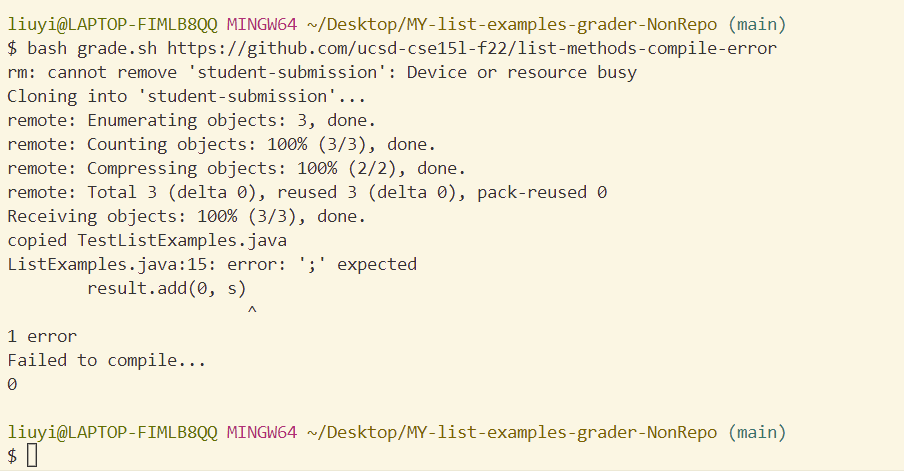 liuyi@LAPTOP-FIMLB8QQ MINGW64 ~/Desktop/MY-list-examples-grader-NonRepo (main)
$ bash grade.sh https://github.com/ucsd-cse15l-f22/list-methods-compile-error
rm: cannot remove 'student-submission': Device or resource busy
Cloning into 'student-submission'...
remote: Enumerating objects: 3, done.
remote: Counting objects: 100% (3/3), done.
remote: Compressing objects: 100% (2/2), done.
remote: Total 3 (delta 0), reused 3 (delta 0), pack-reused 0
Receiving objects: 100% (3/3), done.
copied TestListExamples.java
ListExamples.java:15: error: ';' expected
        result.add(0, s)
                        ^
1 error
Failed to compile...
0
liuyi@LAPTOP-FIMLB8QQ MINGW64 ~/Desktop/MY-list-examples-grader-NonRepo (main)
$